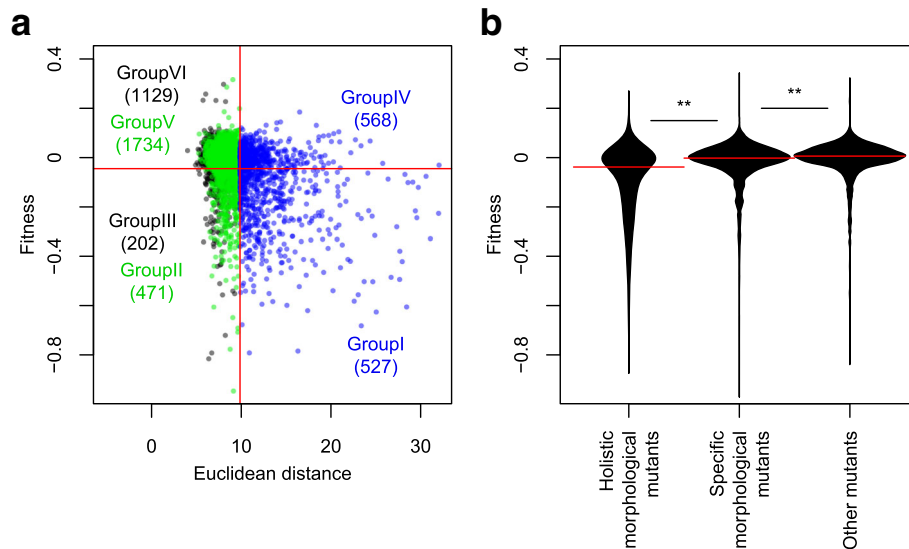 a
0.4
0
−0.4
−0.8
Fitness
GroupVI
(1129)
GroupV
(1734)
GroupIV
(568)
GroupIII
(202)
GroupII
(471)
GroupI
(527)
0
10
20
30
Euclidean distance
b
0.4
0
−0.4
−0.8
Fitness
**
**
Holistic
morphological
mutants
Specific
morphological
mutants
Other mutants